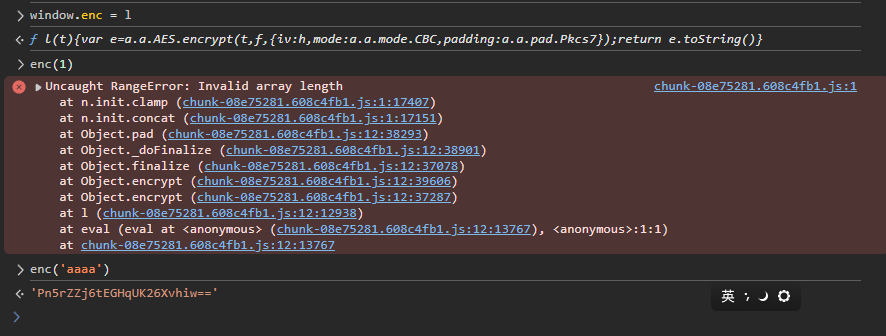 window.enc = l
ƒ l(t){var e=a.a.AES.encrypt(t,f,{iv:h,mode:a.a.mode.CBC,padding:a.a.pad.Pkcs7});return e.toString()}
enc(1)
Uncaught RangeError: Invalid array length chunk-08e75281.608c4fb1.js:1
at n.init.clamp (chunk-08e75281.608c4fb1.js:1:17407)
at n.init.concat (chunk-08e75281.608c4fb1.js:1:17151)
at Object.pad (chunk-08e75281.608c4fb1.js:12:38293)
at Object._doFinalize (chunk-08e75281.608c4fb1.js:12:38901)
at Object.finalize (chunk-08e75281.608c4fb1.js:12:37078)
at Object.encrypt (chunk-08e75281.608c4fb1.js:12:39606)
at Object.encrypt (chunk-08e75281.608c4fb1.js:12:37287)
at l (chunk-08e75281.608c4fb1.js:12:12938)
at eval (eval at <anonymous> (chunk-08e75281.608c4fb1.js:12:13767), <anonymous>:1:1)
at chunk-08e75281.608c4fb1.js:12:13767
enc('aaaa')
'Pn5rZZj6tEGHqUK26Xvhiw=='
英